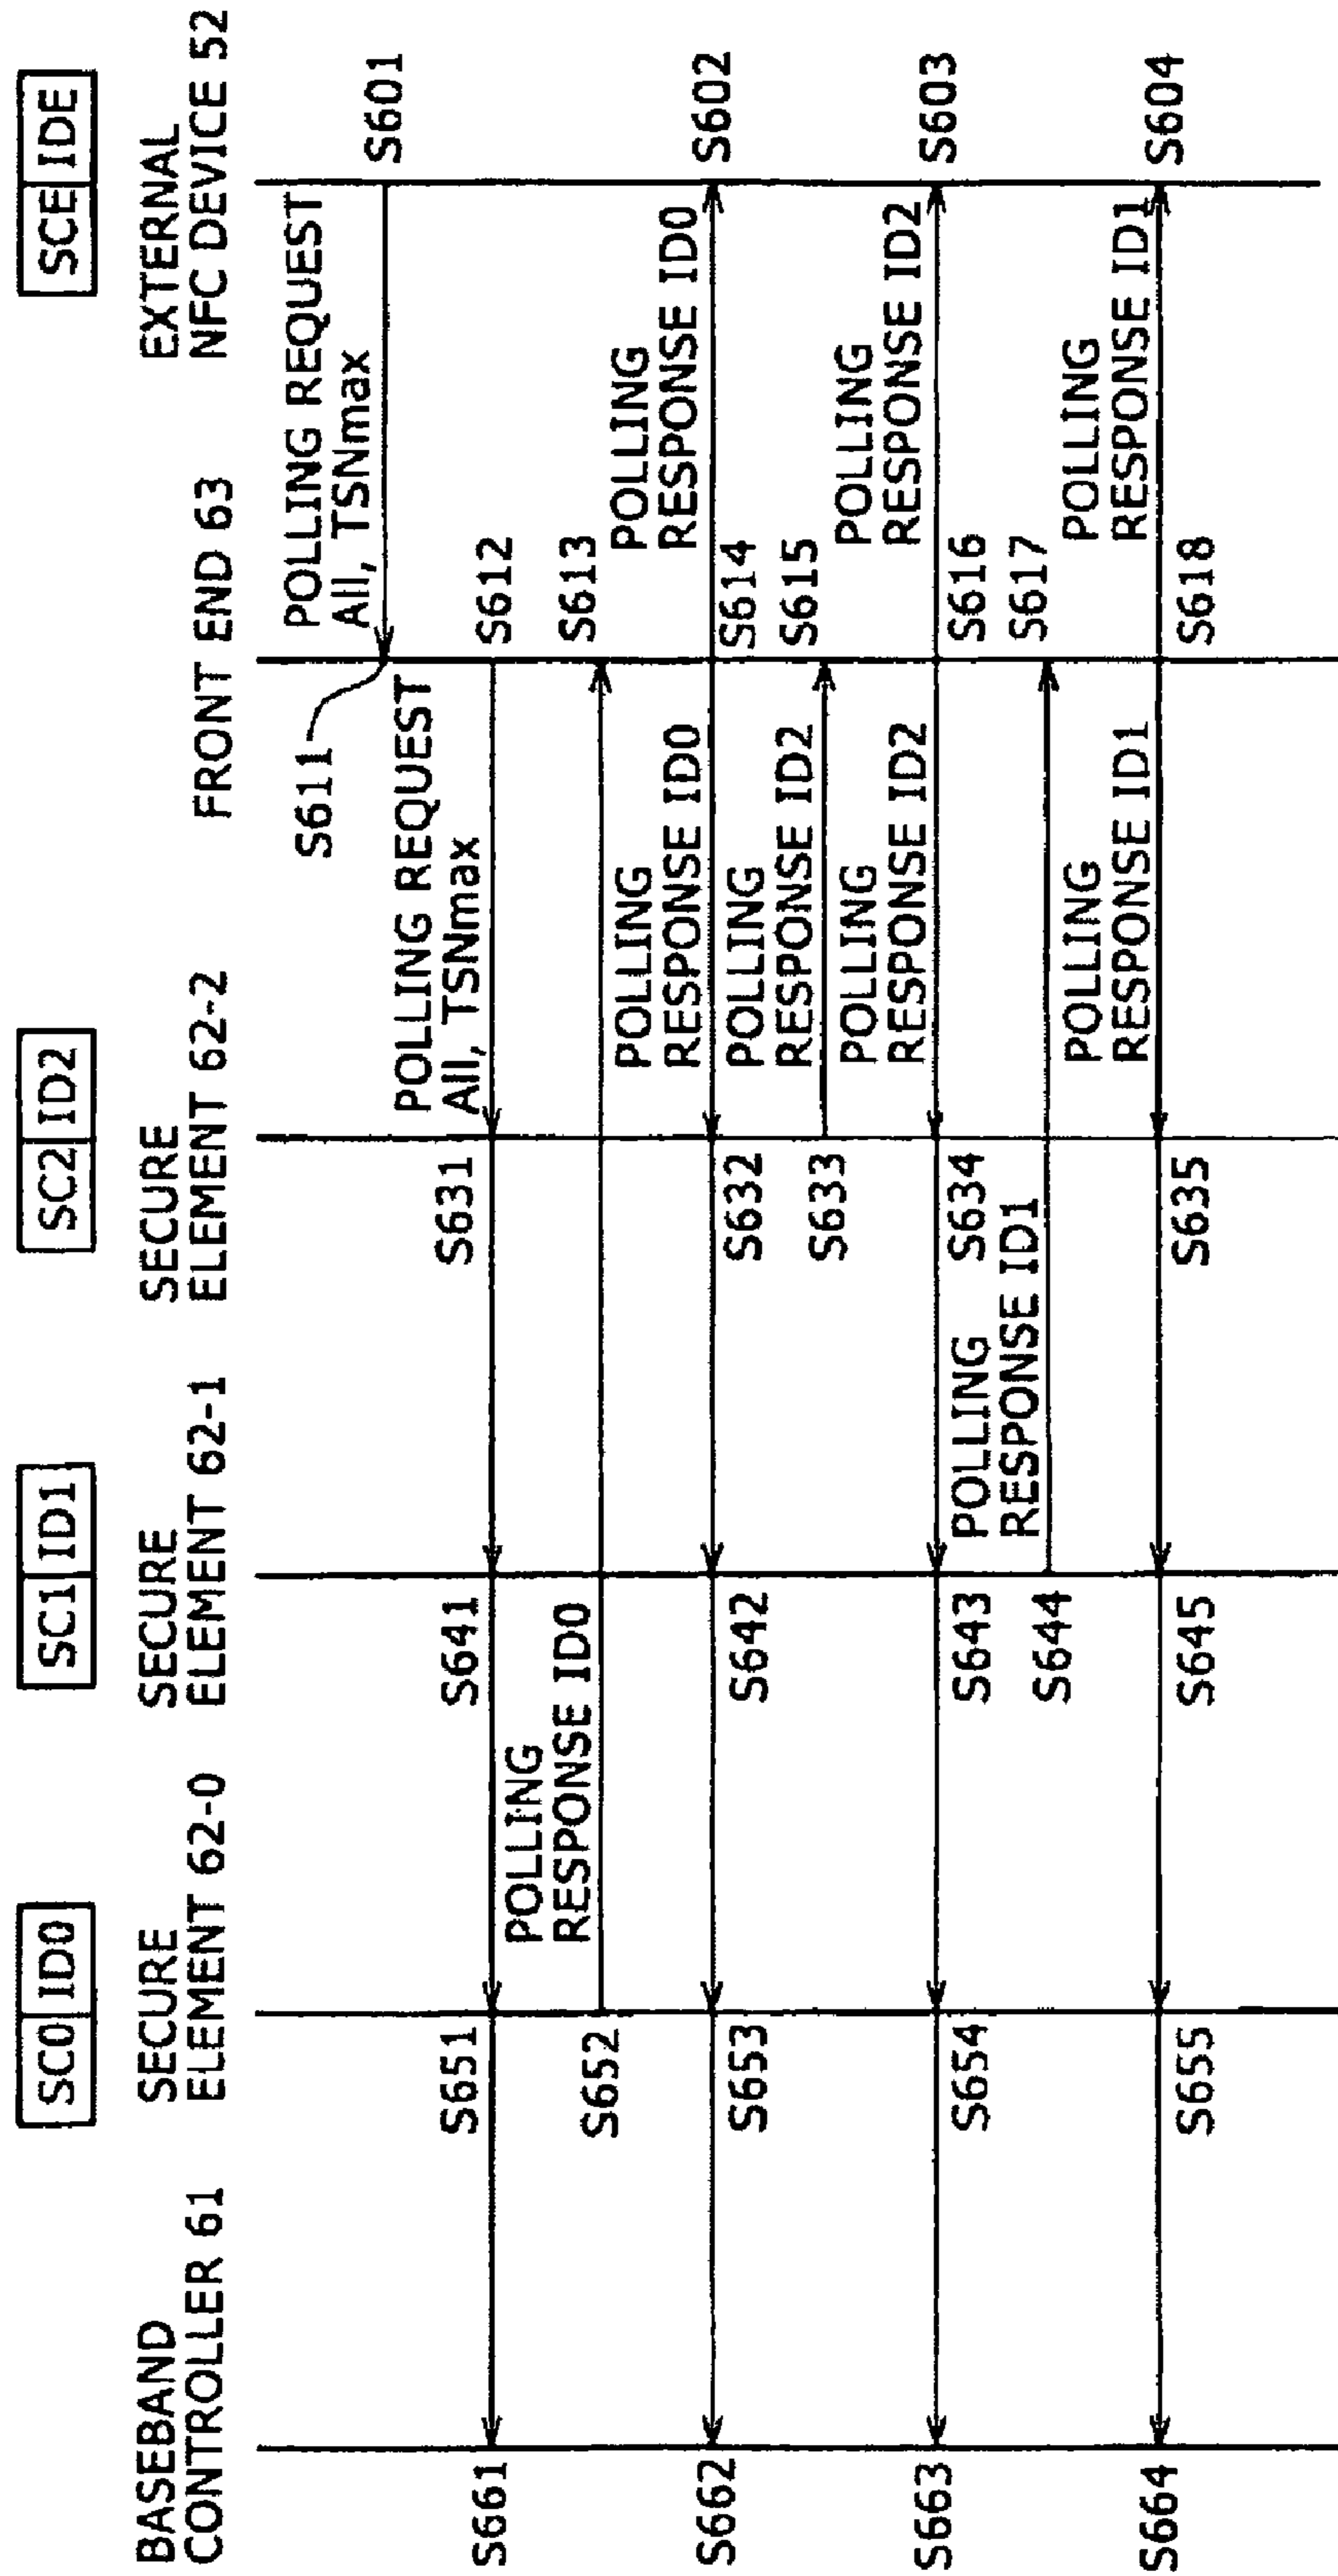 SC0 ID0
SC1 ID1
SC2 ID2
SCE IDE
BASEBAND
CONTROLLER 61
SECURE
ELEMENT 62-0
SECURE
ELEMENT 62-1
SECURE
ELEMENT 62-2
FRONT END 63
EXTERNAL
NFC DEVICE 52
POLLING REQUEST
All, TSNmax
S601
S611
POLLING REQUEST
All, TSNmax
S612
S631
S641
S651
S661
POLLING
RESPONSE ID0
S652
S613
POLLING
RESPONSE ID0
POLLING
RESPONSE ID0
S602
S614
S632
S642
S653
S662
POLLING
RESPONSE ID2
S633
S615
POLLING
RESPONSE ID2
POLLING
RESPONSE ID2
S603
S616
S634
S643
S654
S663
POLLING
RESPONSE ID1
S644
S617
POLLING
RESPONSE ID1
POLLING
RESPONSE ID1
S604
S618
S635
S645
S655
S664